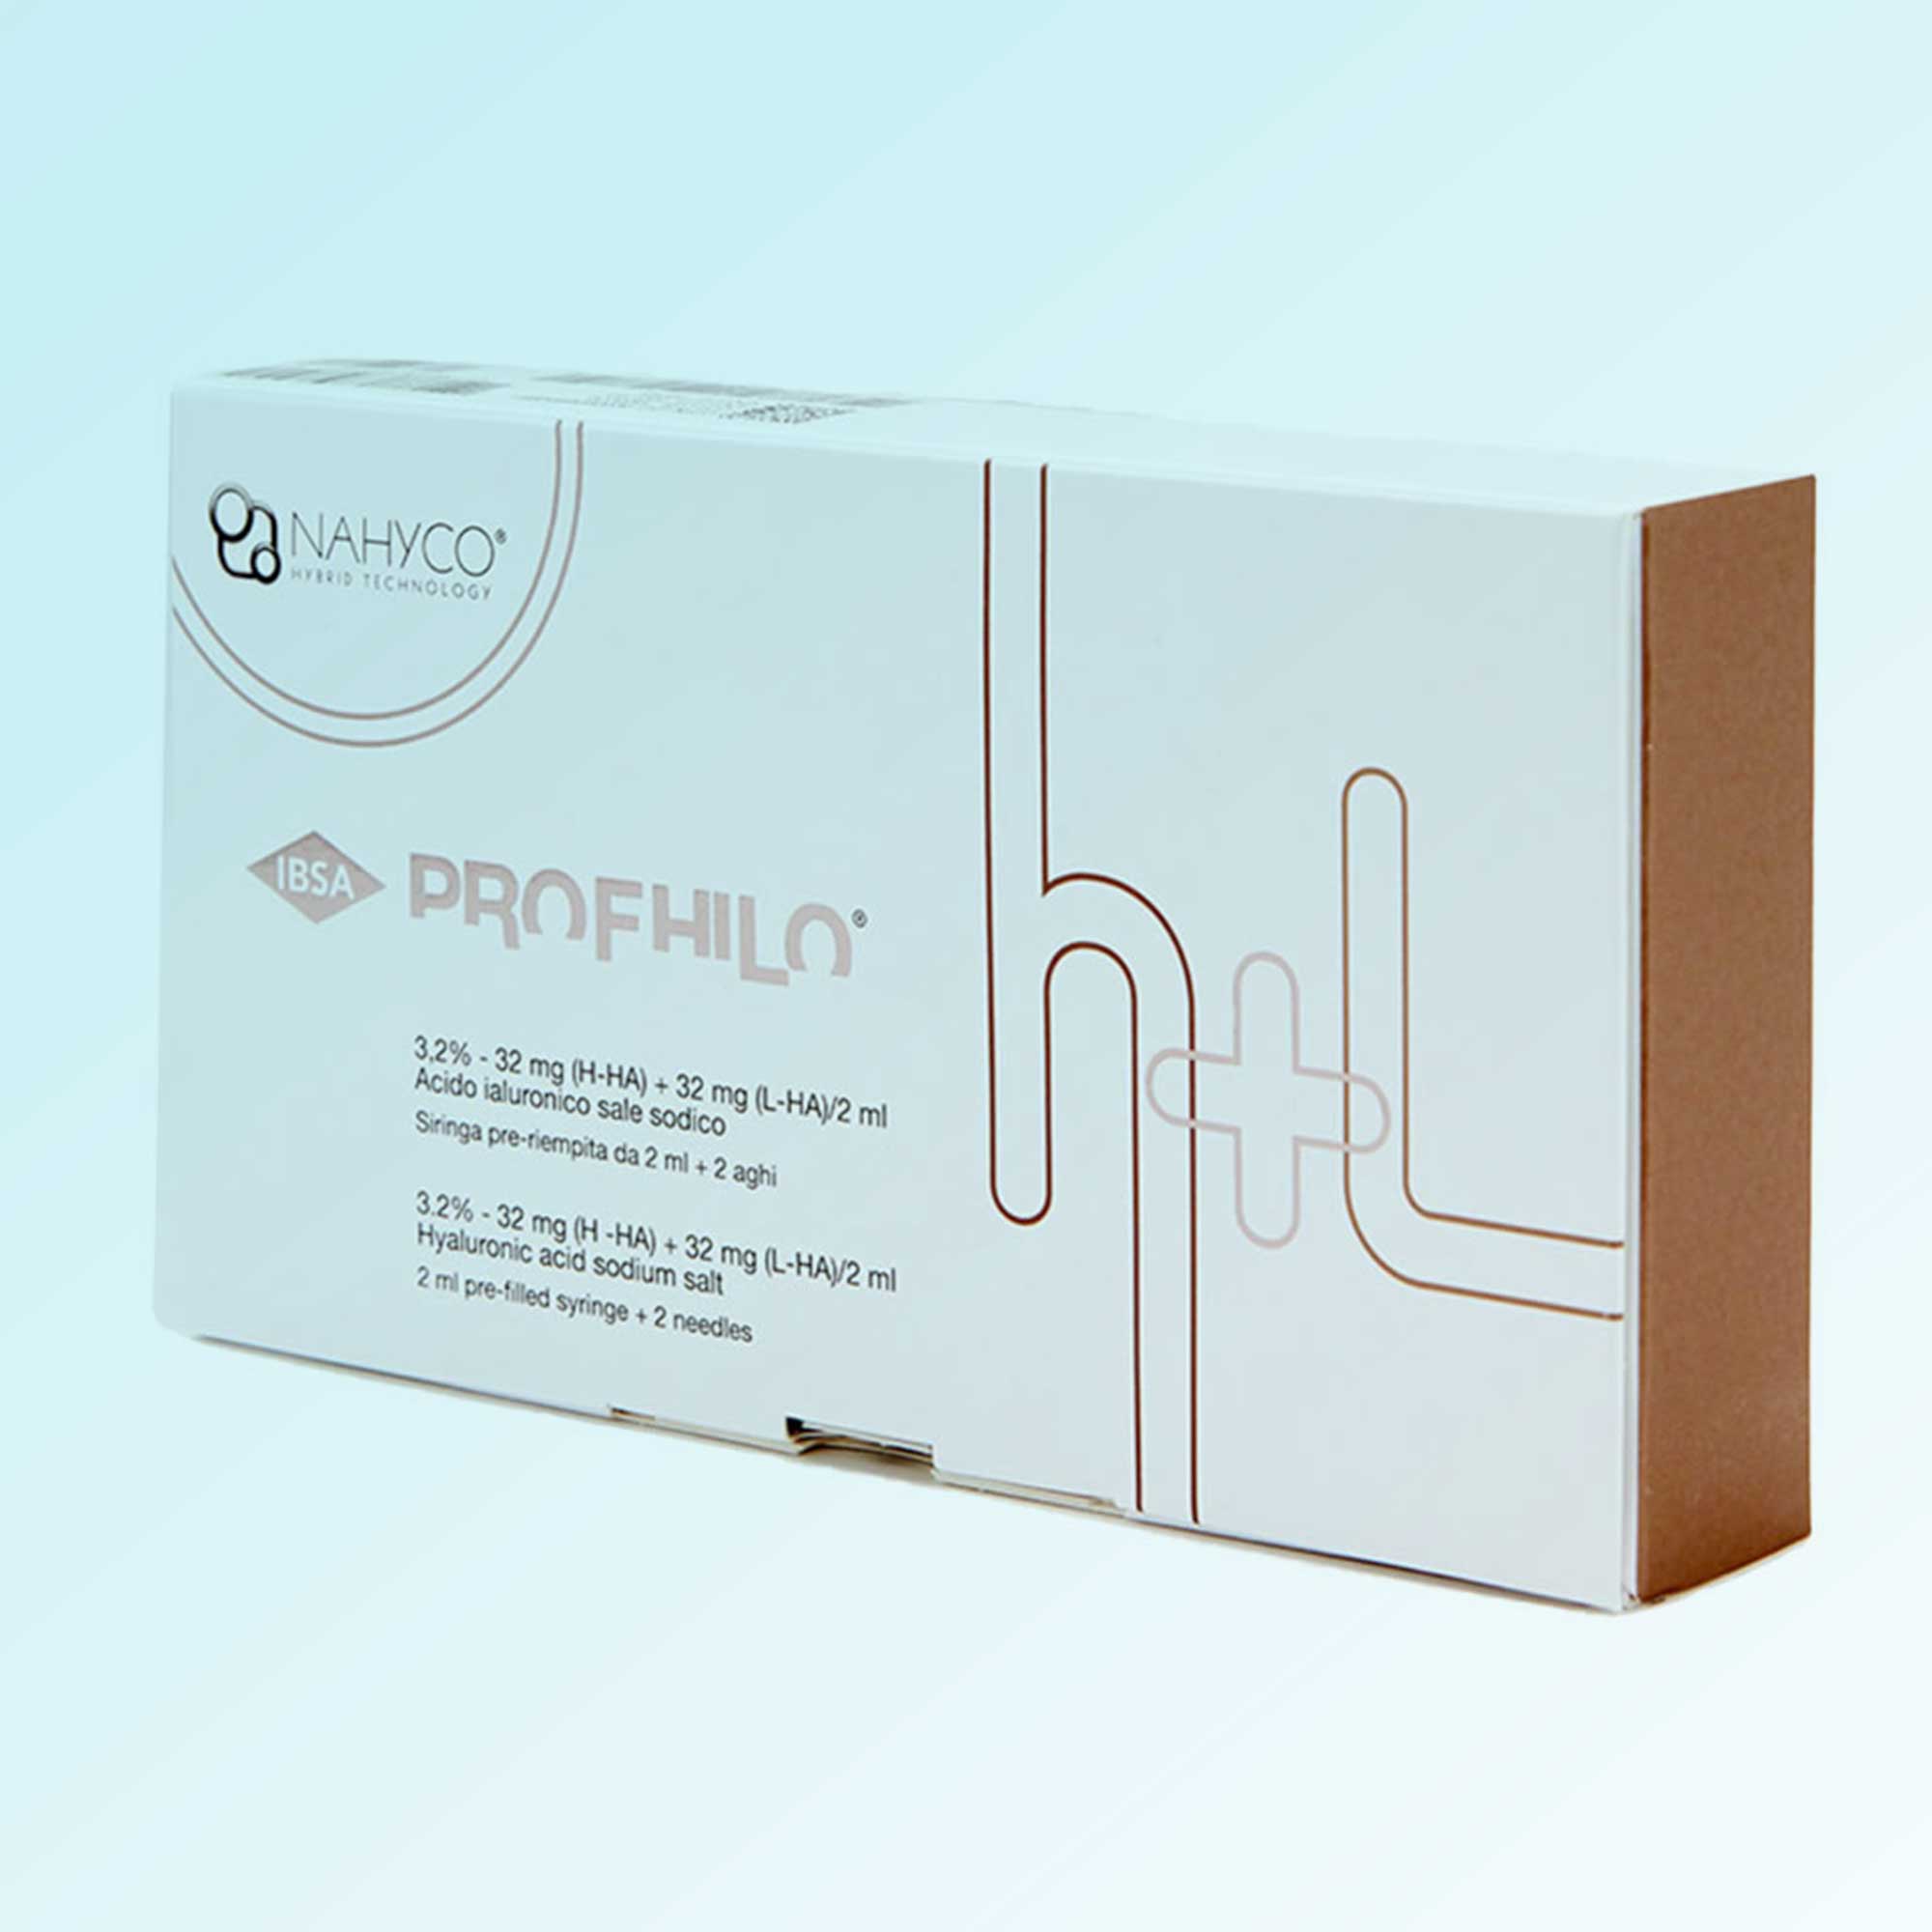 NAHYCO®
HYBRID TECHNOLOGY
IBSA PROFHILO®
3,2% - 32 mg (H-HA) + 32 mg (L-HA)/2 ml
Acido ialuronico sale sodico
Siringa pre-riempita da 2 ml + 2 aghi
3.2% - 32 mg (H -HA) + 32 mg (L-HA)/2 ml
Hyaluronic acid sodium salt
2 ml pre-filled syringe + 2 needles
h+L